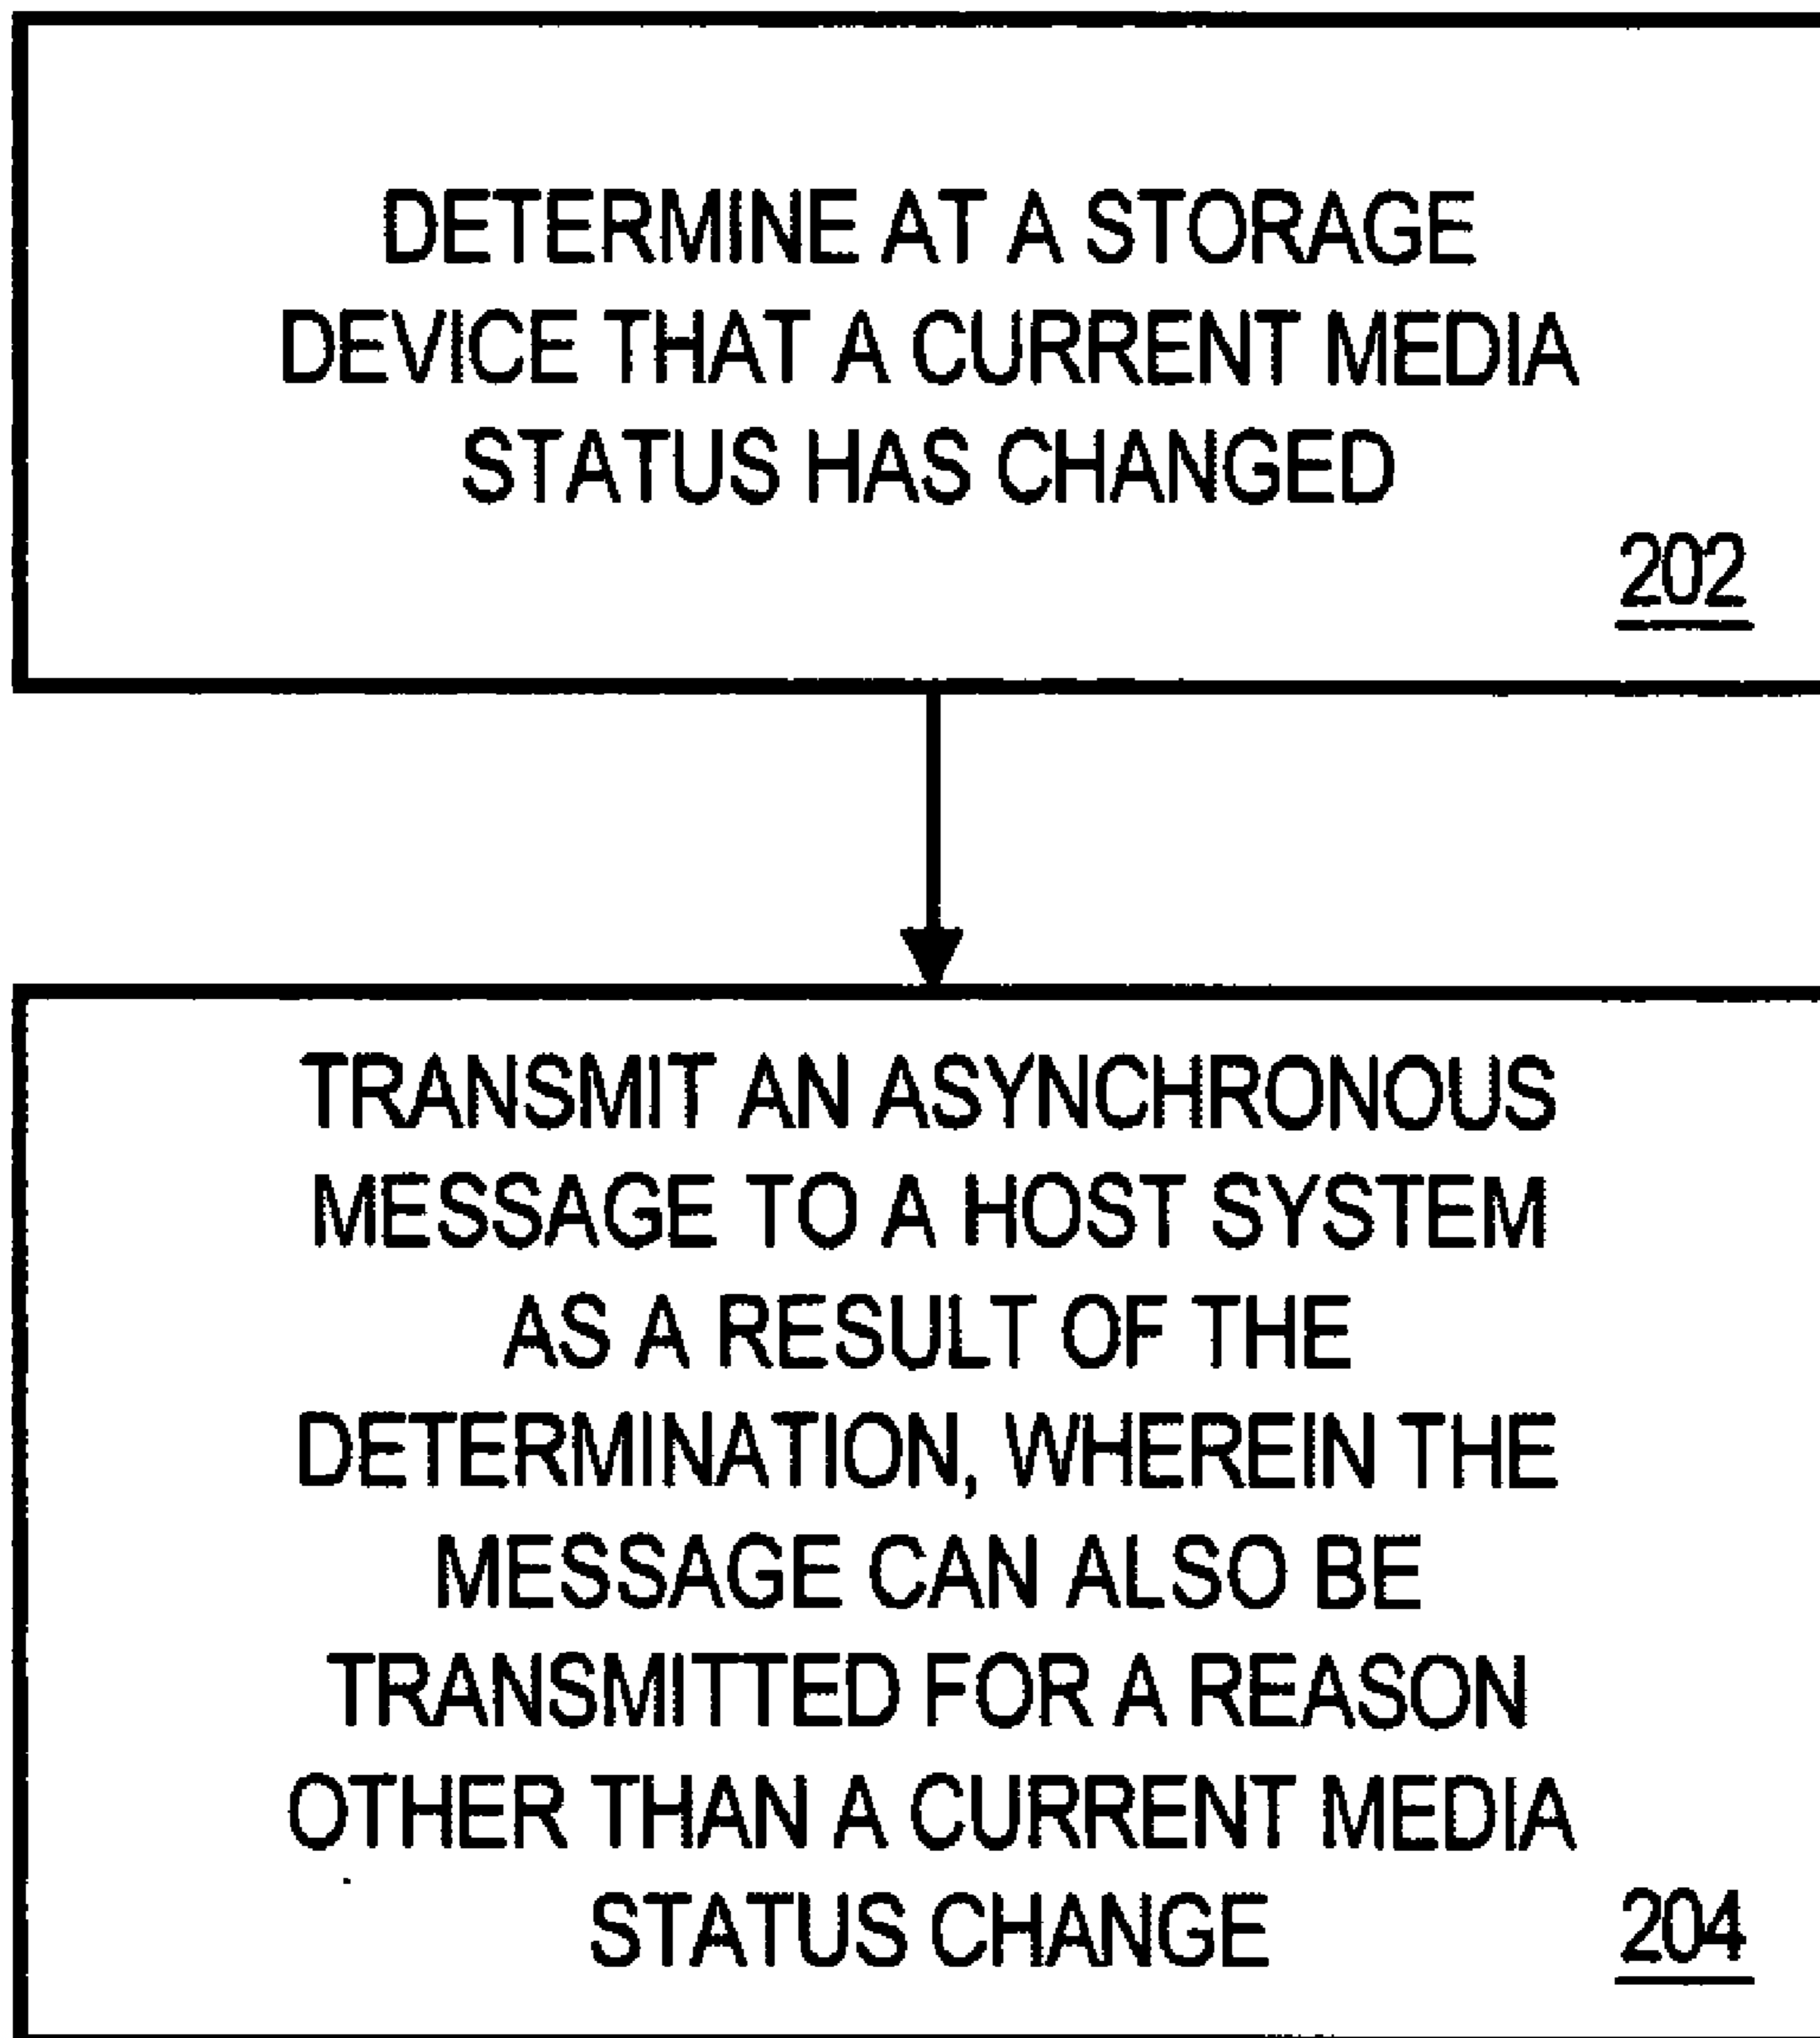 DETERMINE AT A STORAGE
DEVICE THAT A CURRENT MEDIA
STATUS HAS CHANGED
202
TRANSMIT AN ASYNCHRONOUS
MESSAGE TO A HOST SYSTEM
AS A RESULT OF THE
DETERMINATION, WHEREIN THE
MESSAGE CAN ALSO BE
TRANSMITTED FOR A REASON
OTHER THAN A CURRENT MEDIA
STATUS CHANGE
204